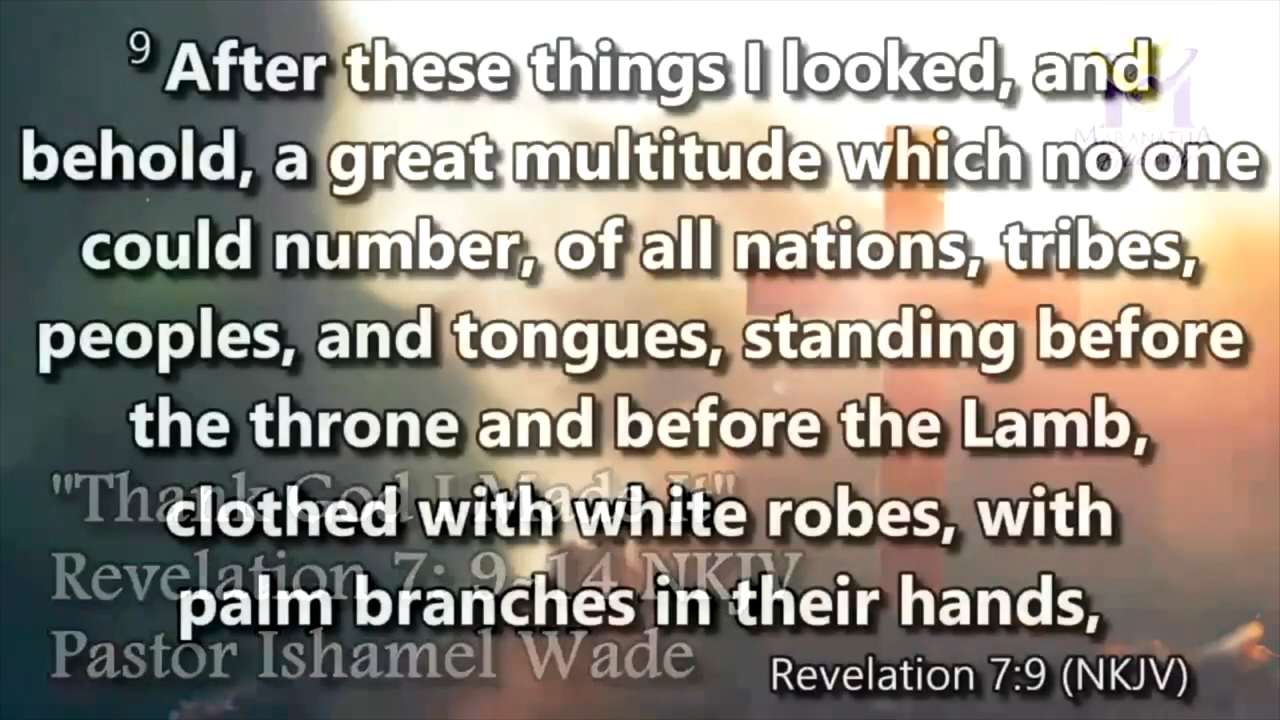 9 After these things I looked, and
behold, a great multitude which no one
could number, of all nations, tribes,
peoples, and tongues, standing before
the throne and before the Lamb,
clothed with white robes, with
palm branches in their hands,
Revelation 7:9 (NKJV)
"Thank God I Made It"
Revelation 7: 9-14 NKJV
Pastor Ishamel Wade
MARANATHA